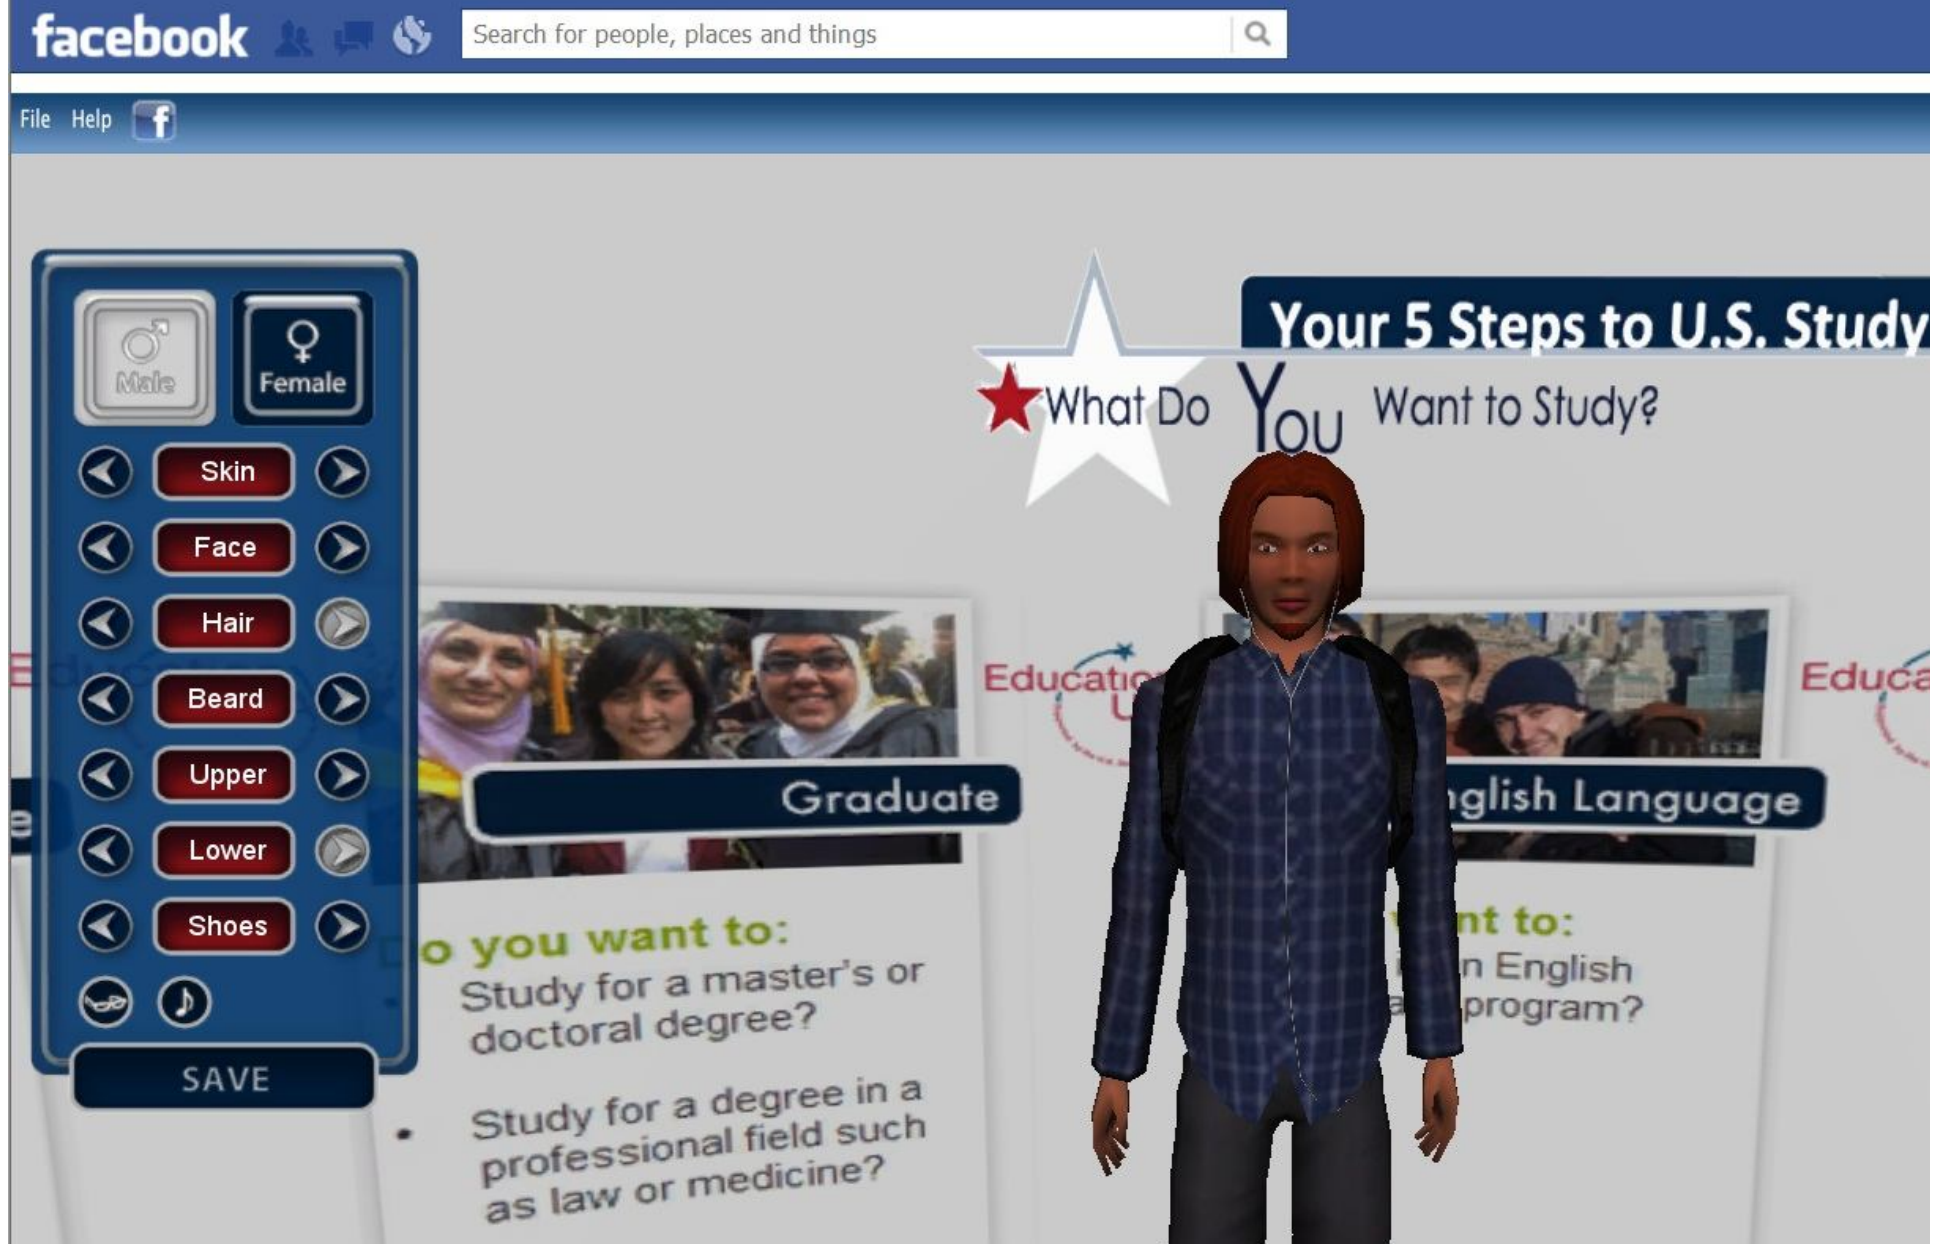 facebook
Search for people, places and things
File Help
Male
Female
Skin
Face
Hair
Beard
Upper
Lower
Shoes
SAVE
Your 5 Steps to U.S. Study
What Do YOU Want to Study?
Graduate
o you want to:
Study for a master's or
doctoral degree?
• Study for a degree in a
professional field such
as law or medicine?
Educatio
U
nglish Language
nt to:
n English
program?
Educa